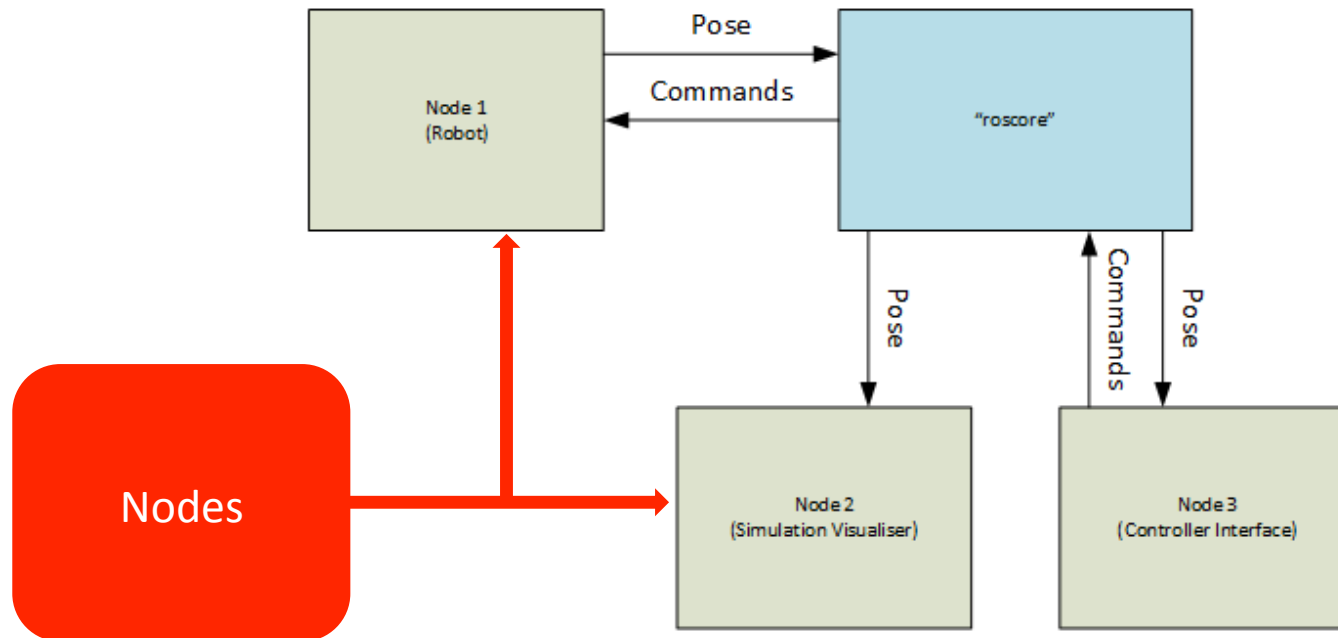 Pose
Commands
Node 1
(Robot)
“roscore”
Pose
Commands
Pose
Nodes
Node 2
(Simulation Visualiser)
Node 3
(Controller Interface)